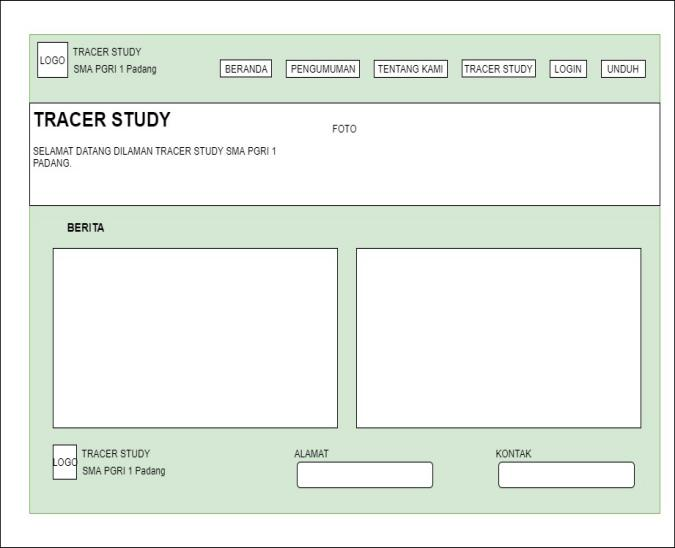 LOGO
TRACER STUDY
SMA PGRI 1 Padang
BERANDA
PENGUMUMAN
TENTANG KAMI
TRACER STUDY
LOGIN
UNDUH
TRACER STUDY
FOTO
SELAMAT DATANG DILAMAN TRACER STUDY SMA PGRI 1
PADANG.
BERITA
LOGO
TRACER STUDY
SMA PGRI 1 Padang
ALAMAT
KONTAK